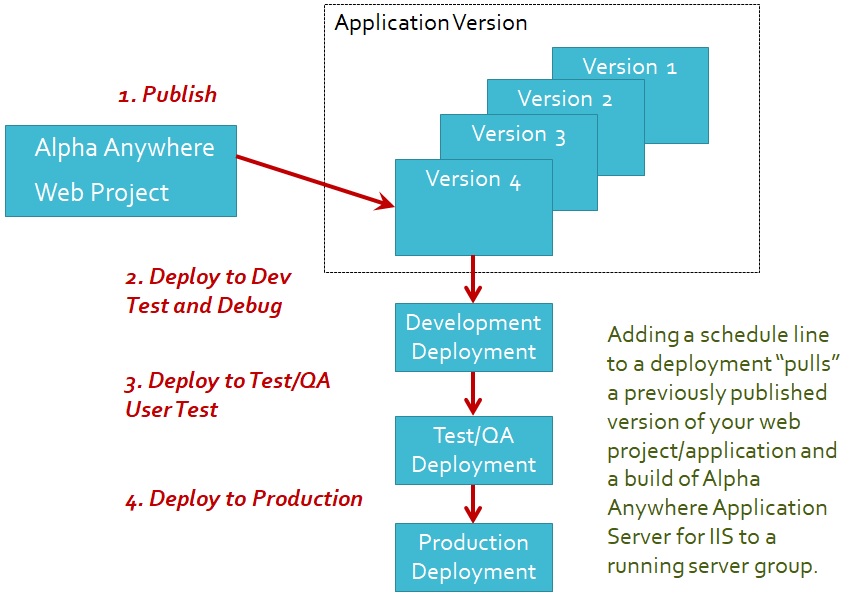 Application Version
Version 1
Version 2
Version 3
Version 4
1. Publish
Alpha Anywhere
Web Project
2. Deploy to Dev
Test and Debug
Development
Deployment
3. Deploy to Test/QA
User Test
Test/QA
Deployment
4. Deploy to Production
Production
Deployment
Adding a schedule line
to a deployment “pulls”
a previously published
version of your web
project/application and
a build of Alpha
Anywhere Application
Server for IIS to a
running server group.